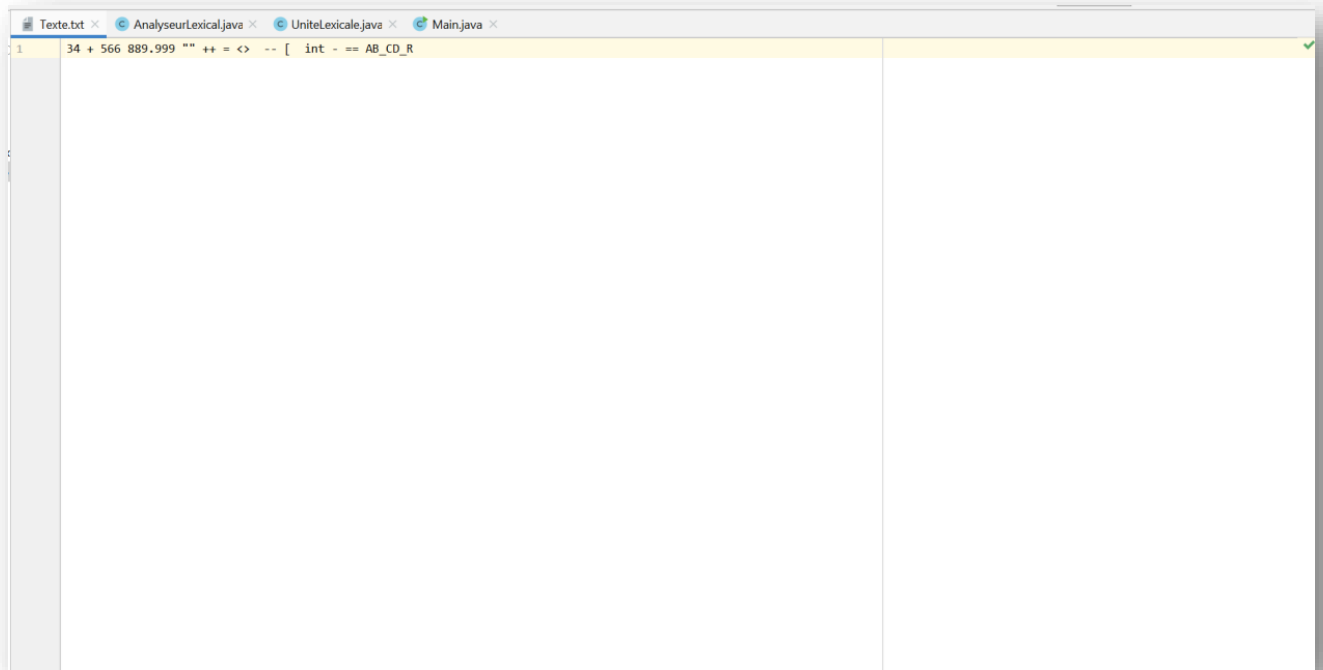 Texte.txt AnalyseurLexical.java UniteLexicale.java Main.java
1 34 + 566 889.999 "" ++ = <>  -- [  int - == AB_CD_R